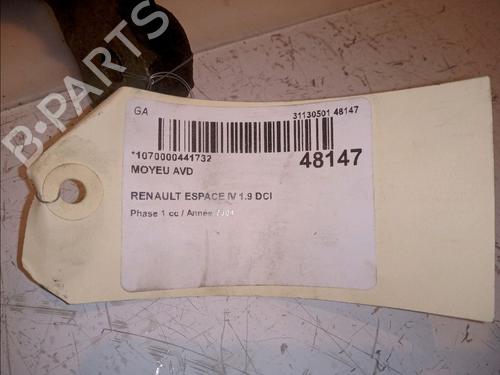 B-PARTS
GA
31130501 48147
*1070000441732
48147
MOYEU AVD
RENAULT ESPACE IV 1.9 DCI
Phase 1 cc / Année 2004